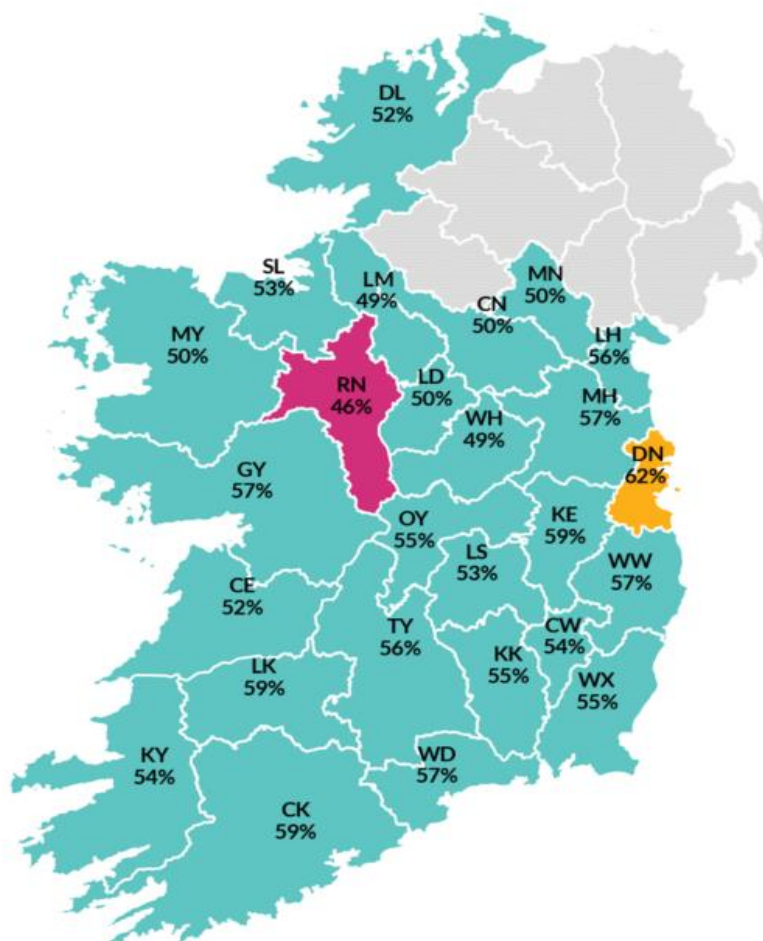 DL
52%
SL
53%
LM
49%
MN
50%
CN
50%
MY
50%
LH
56%
RN
46%
LD
50%
MH
57%
WH
49%
DN
62%
GY
57%
OY
55%
KE
59%
LS
53%
WW
57%
CE
52%
TY
56%
CW
54%
KK
55%
LK
59%
WX
55%
KY
54%
WD
57%
CK
59%